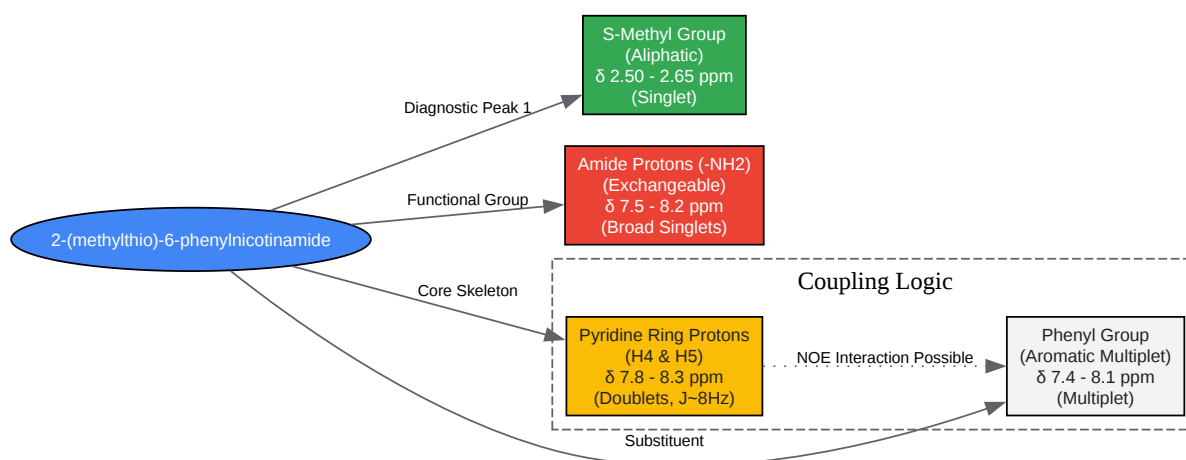 S-Methyl Group
(Aliphatic)
δ 2.50 - 2.65 ppm
(Singlet)
Diagnostic Peak 1
Amide Protons (-NH2)
(Exchangeable)
δ 7.5 - 8.2 ppm
(Broad Singlets)
Functional Group
2-(methylthio)-6-phenylnicotinamide
Coupling Logic
Core Skeleton
Pyridine Ring Protons
(H4 & H5)
δ 7.8 - 8.3 ppm
(Doublets, J~8Hz)
NOE Interaction Possible
Phenyl Group
(Aromatic Multiplet)
δ 7.4 - 8.1 ppm
(Multiplet)
Substituent